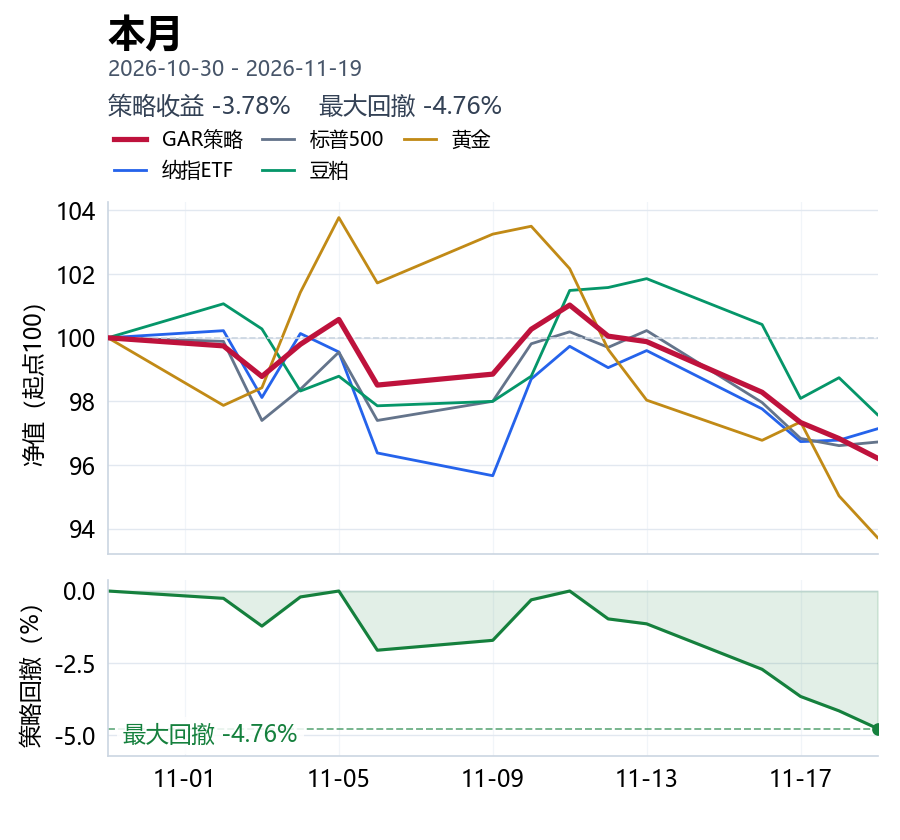 本月
2026-10-30 - 2026-11-19
策略收益 -3.78% 最大回撤 -4.76%
GAR策略 标普500 黄金
纳指ETF 豆粕
净值（起点100）
104
102
100
98
96
94
策略回撤（%）
0.0
-2.5
-5.0
最大回撤 -4.76%
11-01 11-05 11-09 11-13 11-17